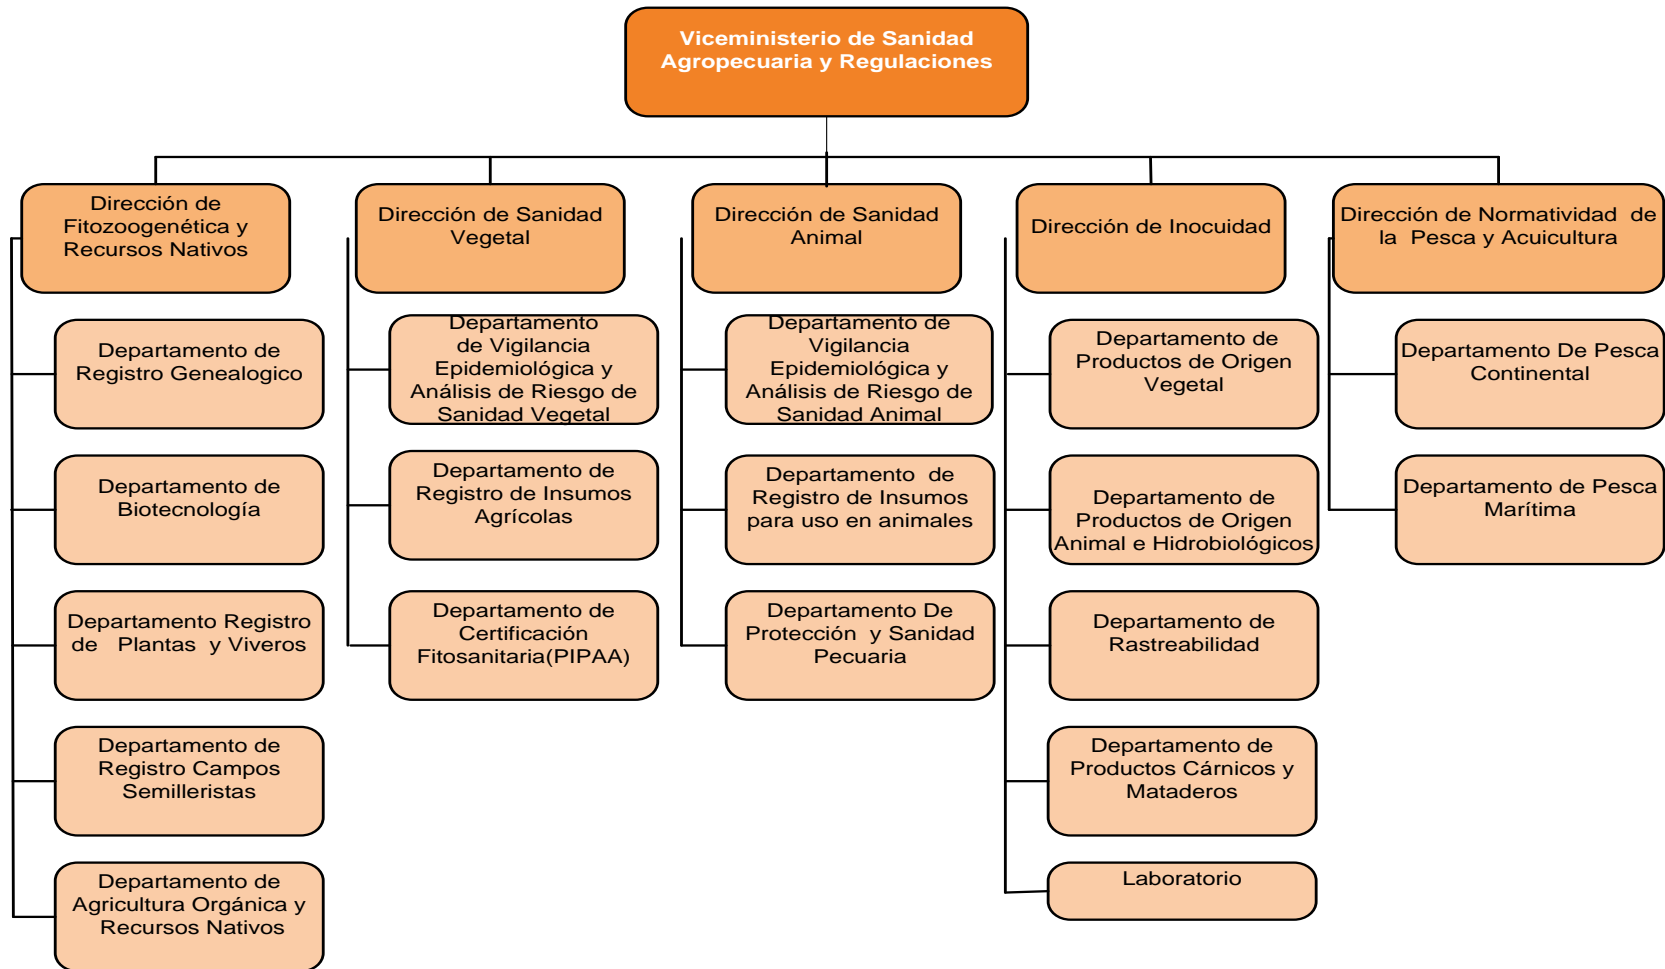 Viceministerio de Sanidad
Agropecuaria y Regulaciones
Dirección de
Fitozoogenética y
Recursos Nativos
Dirección de Sanidad
Vegetal
Dirección de Sanidad
Animal
Dirección de Inocuidad
Dirección de Normatividad de
la Pesca y Acuicultura
Departamento de
Registro Genealogico
Departamento
de Vigilancia
Epidemiológica y
Análisis de Riesgo de
Sanidad Vegetal
Departamento de
Vigilancia
Epidemiológica y
Análisis de Riesgo de
Sanidad Animal
Departamento de
Productos de Origen
Vegetal
Departamento De Pesca
Continental
Departamento de
Biotecnología
Departamento de
Registro de Insumos
Agrícolas
Departamento de
Registro de Insumos
para uso en animales
Departamento de
Productos de Origen
Animal e Hidrobiológicos
Departamento de Pesca
Marítima
Departamento Registro
de Plantas y Viveros
Departamento de
Certificación
Fitosanitaria(PIPAA)
Departamento De
Protección y Sanidad
Pecuaria
Departamento de
Rastreabilidad
Departamento de
Registro Campos
Semilleristas
Departamento de
Productos Cárnicos y
Mataderos
Departamento de
Agricultura Orgánica y
Recursos Nativos
Laboratorio